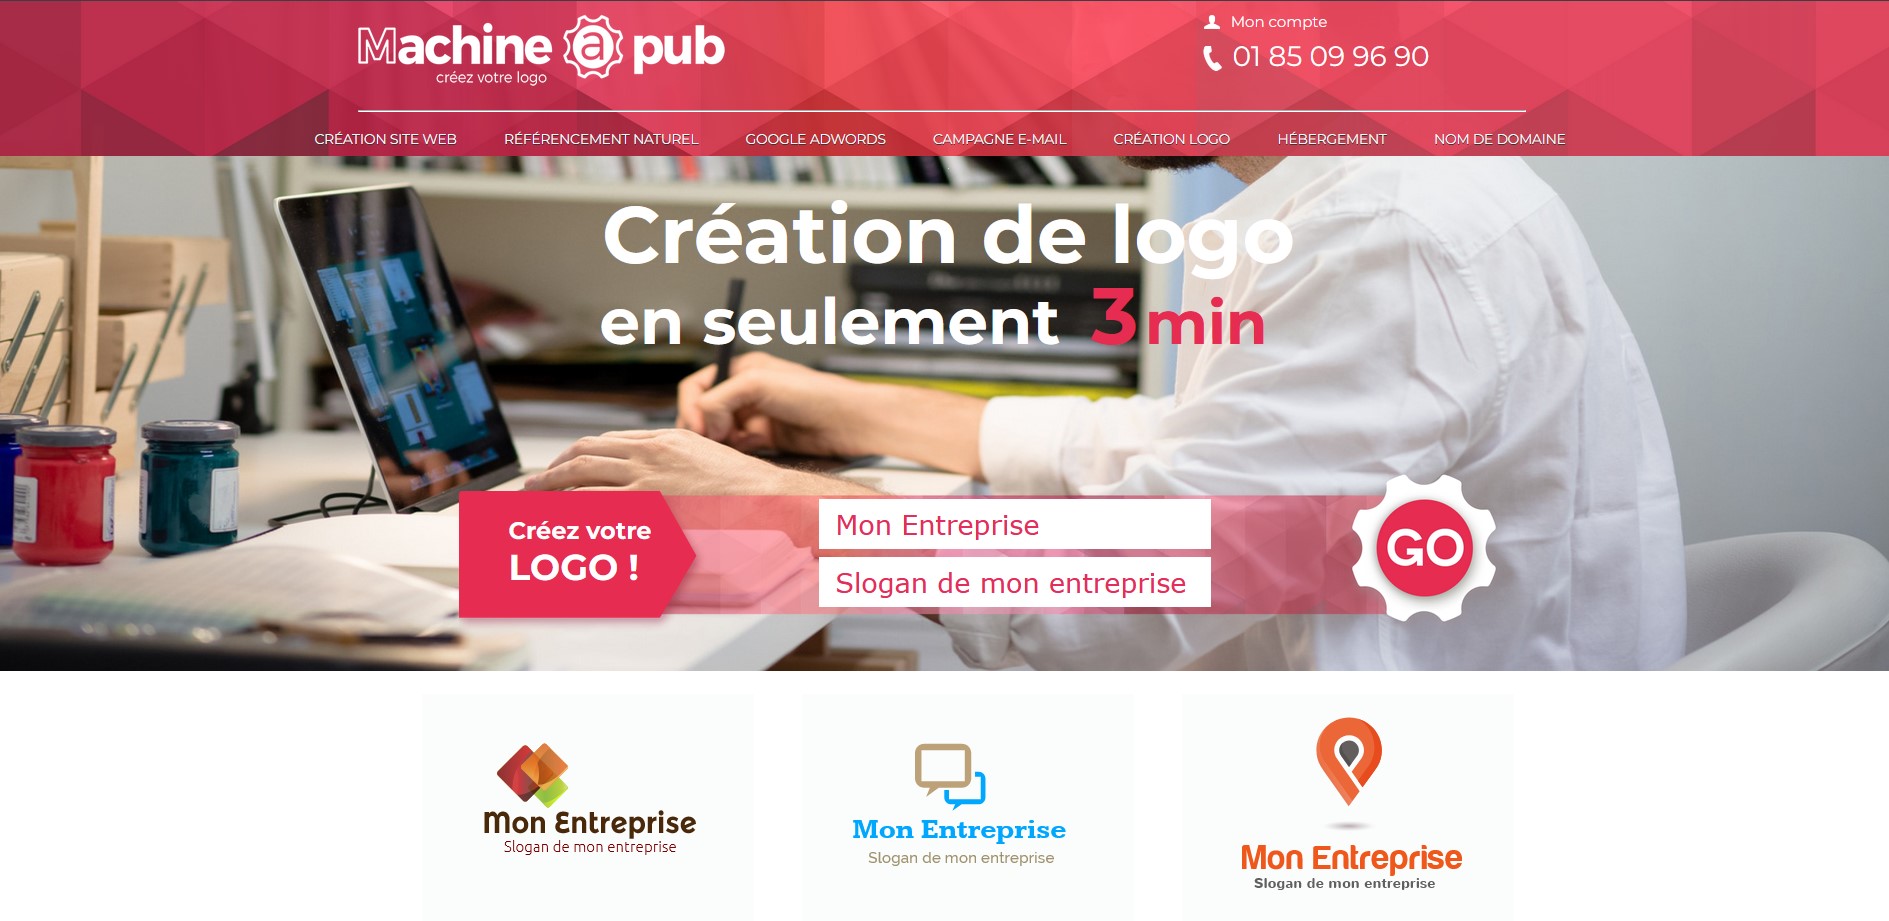 Machine a pub
créez votre logo
Mon compte
01 85 09 96 90
CRÉATION SITE WEB RÉFÉRENCEMENT NATUREL GOOGLE ADWORDS CAMPAGNE E-MAIL CRÉATION LOGO HÉBERGEMENT NOM DE DOMAINE
Création de logo
en seulement 3 min
Créez votre
LOGO !
Mon Entreprise
Slogan de mon entreprise
GO
Mon Entreprise
Slogan de mon entreprise
Mon Entreprise
Slogan de mon entreprise
Mon Entreprise
Slogan de mon entreprise